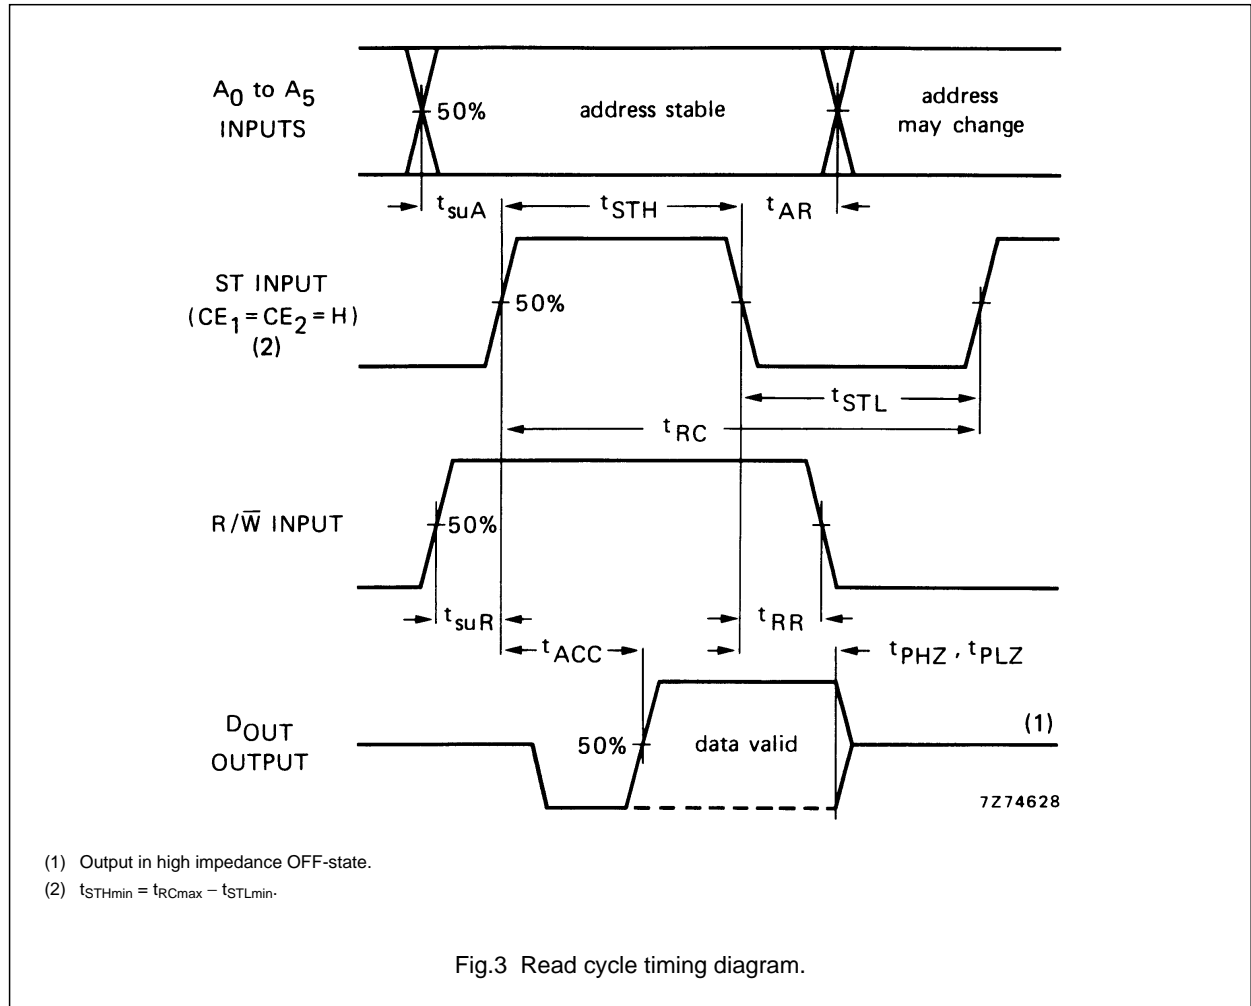 A0 to A5
INPUTS
50%
address stable
address
may change
tsuA
tSTH
tAR
ST INPUT
(CE1 = CE2 = H)
(2)
50%
tSTL
tRC
R/W̅ INPUT
50%
tsuR
tRR
tACC
tPHZ, tPLZ
DOUT
OUTPUT
50%
data valid
(1)
7Z74628
(1) Output in high impedance OFF-state.
(2) tSTHmin = tRCmax − tSTLmin.
Fig.3 Read cycle timing diagram.